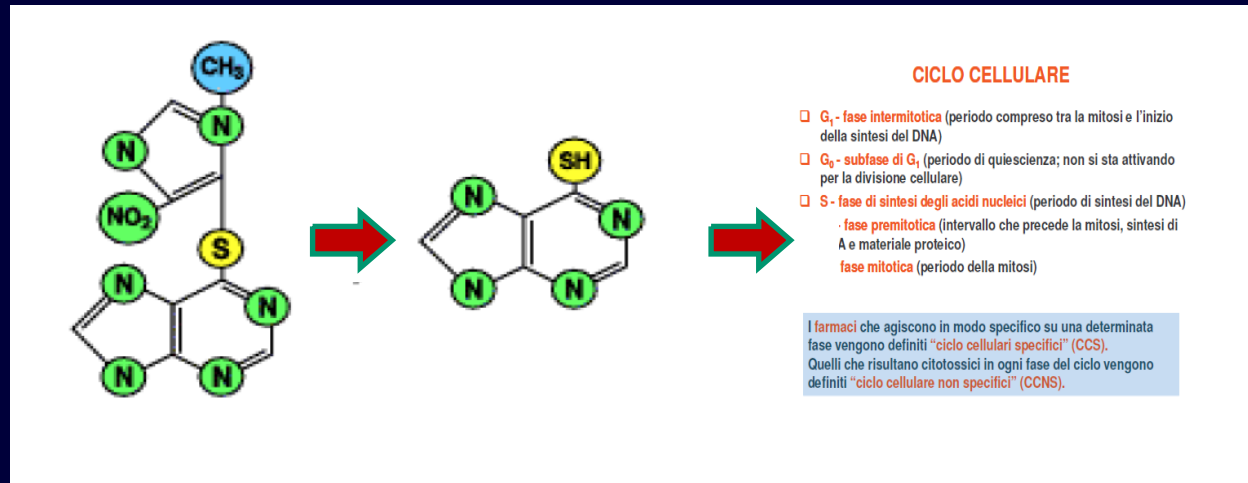 CH₃
N
N
NO₂
S
N
N
N
N
SH
N
N
N
N
CICLO CELLULARE
G₁ - fase intermitotica (periodo compreso tra la mitosi e l'inizio
della sintesi del DNA)
G₀ - subfase di G₁ (periodo di quiescienza; non si sta attivando
per la divisione cellulare)
S - fase di sintesi degli acidi nucleici (periodo di sintesi del DNA)
- fase premitotica (intervallo che precede la mitosi, sintesi di
A e materiale proteico)
fase mitotica (periodo della mitosi)
I farmaci che agiscono in modo specifico su una determinata
fase vengono definiti “ciclo cellulari specifici” (CCS).
Quelli che risultano citotossici in ogni fase del ciclo vengono
definiti “ciclo cellulare non specifici” (CCNS).